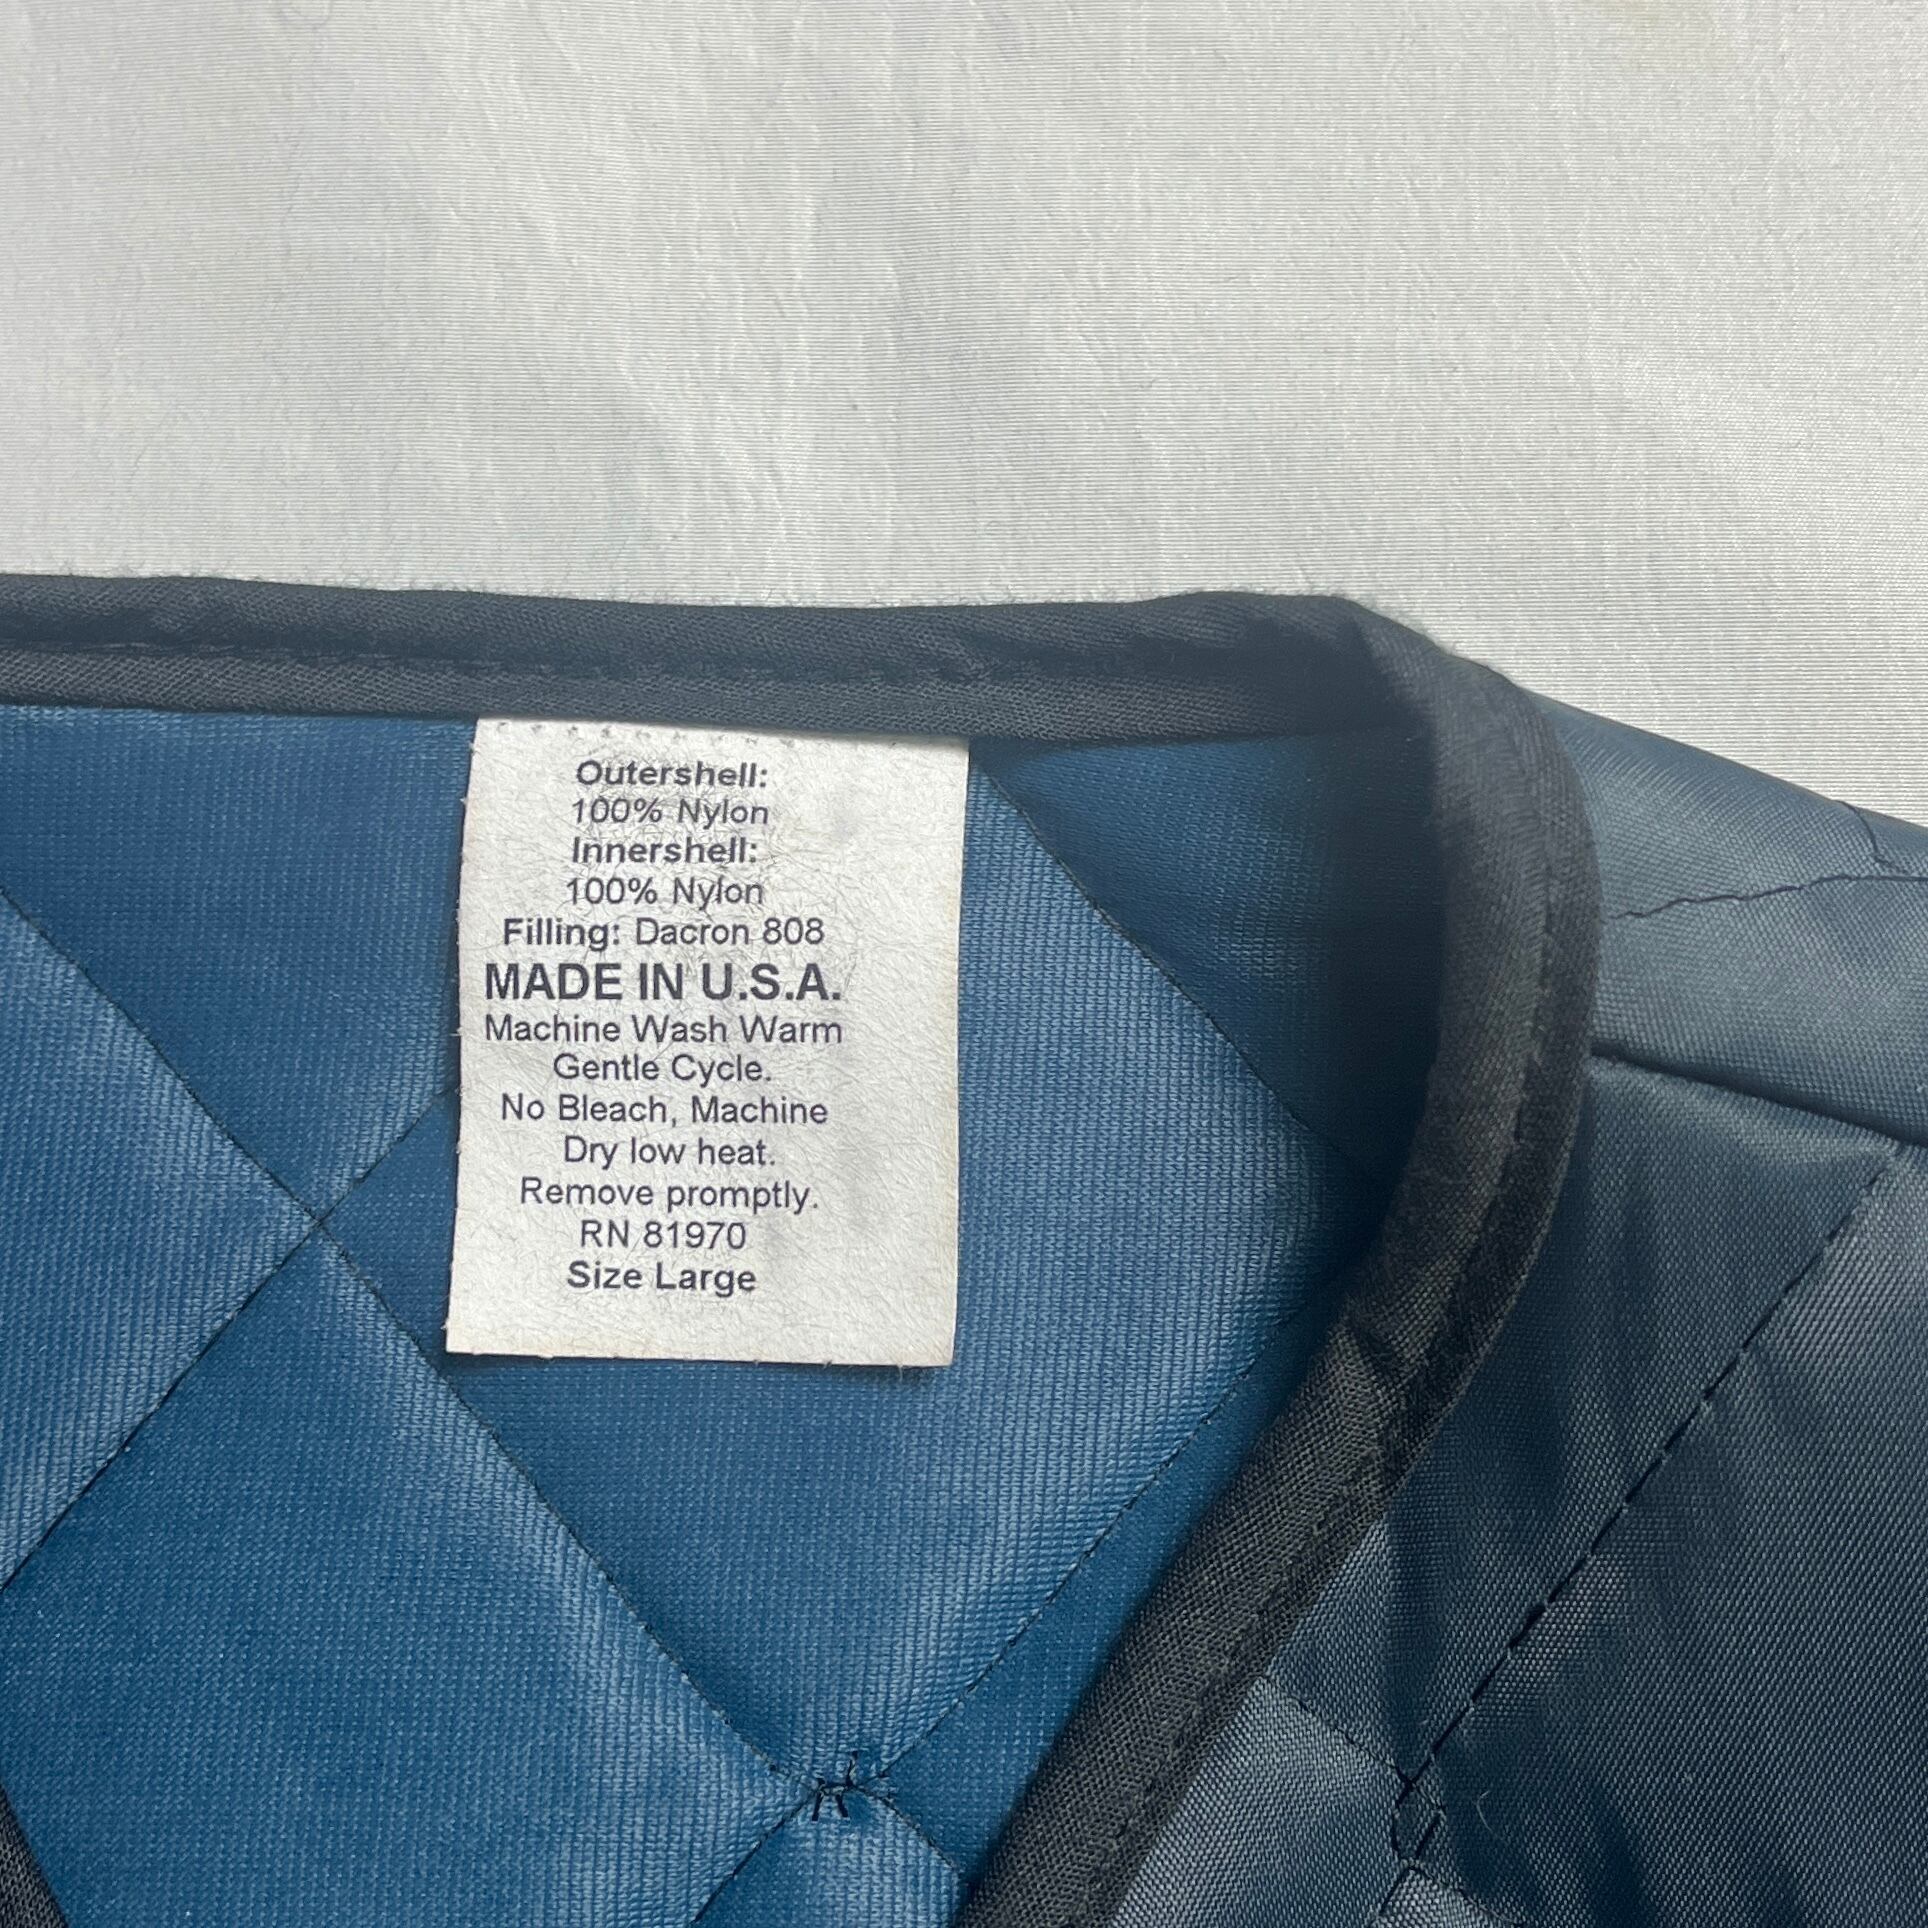 Outershell:
100% Nylon
Innershell:
100% Nylon
Filling: Dacron 808
MADE IN U.S.A.
Machine Wash Warm
Gentle Cycle.
No Bleach, Machine
Dry low heat.
Remove promptly.
RN 81970
Size Large